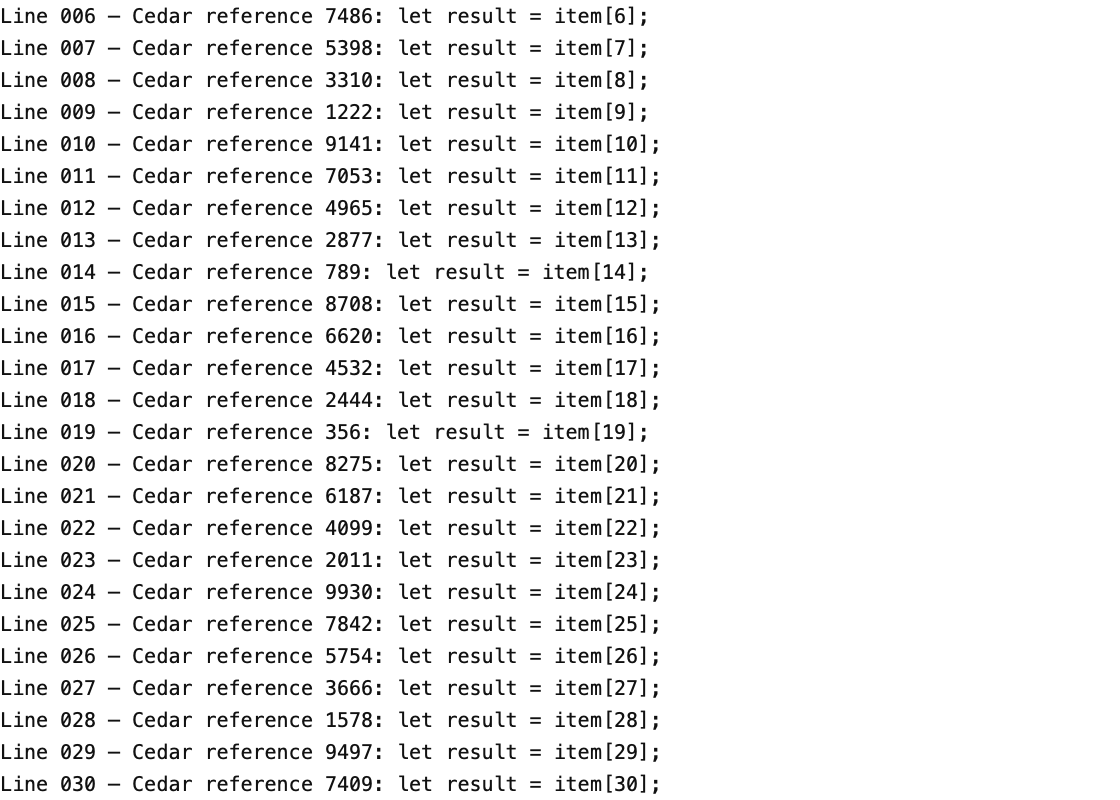 Line 006 – Cedar reference 7486: let result = item[6];
Line 007 – Cedar reference 5398: let result = item[7];
Line 008 – Cedar reference 3310: let result = item[8];
Line 009 – Cedar reference 1222: let result = item[9];
Line 010 – Cedar reference 9141: let result = item[10];
Line 011 – Cedar reference 7053: let result = item[11];
Line 012 – Cedar reference 4965: let result = item[12];
Line 013 – Cedar reference 2877: let result = item[13];
Line 014 – Cedar reference 789: let result = item[14];
Line 015 – Cedar reference 8708: let result = item[15];
Line 016 – Cedar reference 6620: let result = item[16];
Line 017 – Cedar reference 4532: let result = item[17];
Line 018 – Cedar reference 2444: let result = item[18];
Line 019 – Cedar reference 356: let result = item[19];
Line 020 – Cedar reference 8275: let result = item[20];
Line 021 – Cedar reference 6187: let result = item[21];
Line 022 – Cedar reference 4099: let result = item[22];
Line 023 – Cedar reference 2011: let result = item[23];
Line 024 – Cedar reference 9930: let result = item[24];
Line 025 – Cedar reference 7842: let result = item[25];
Line 026 – Cedar reference 5754: let result = item[26];
Line 027 – Cedar reference 3666: let result = item[27];
Line 028 – Cedar reference 1578: let result = item[28];
Line 029 – Cedar reference 9497: let result = item[29];
Line 030 – Cedar reference 7409: let result = item[30];